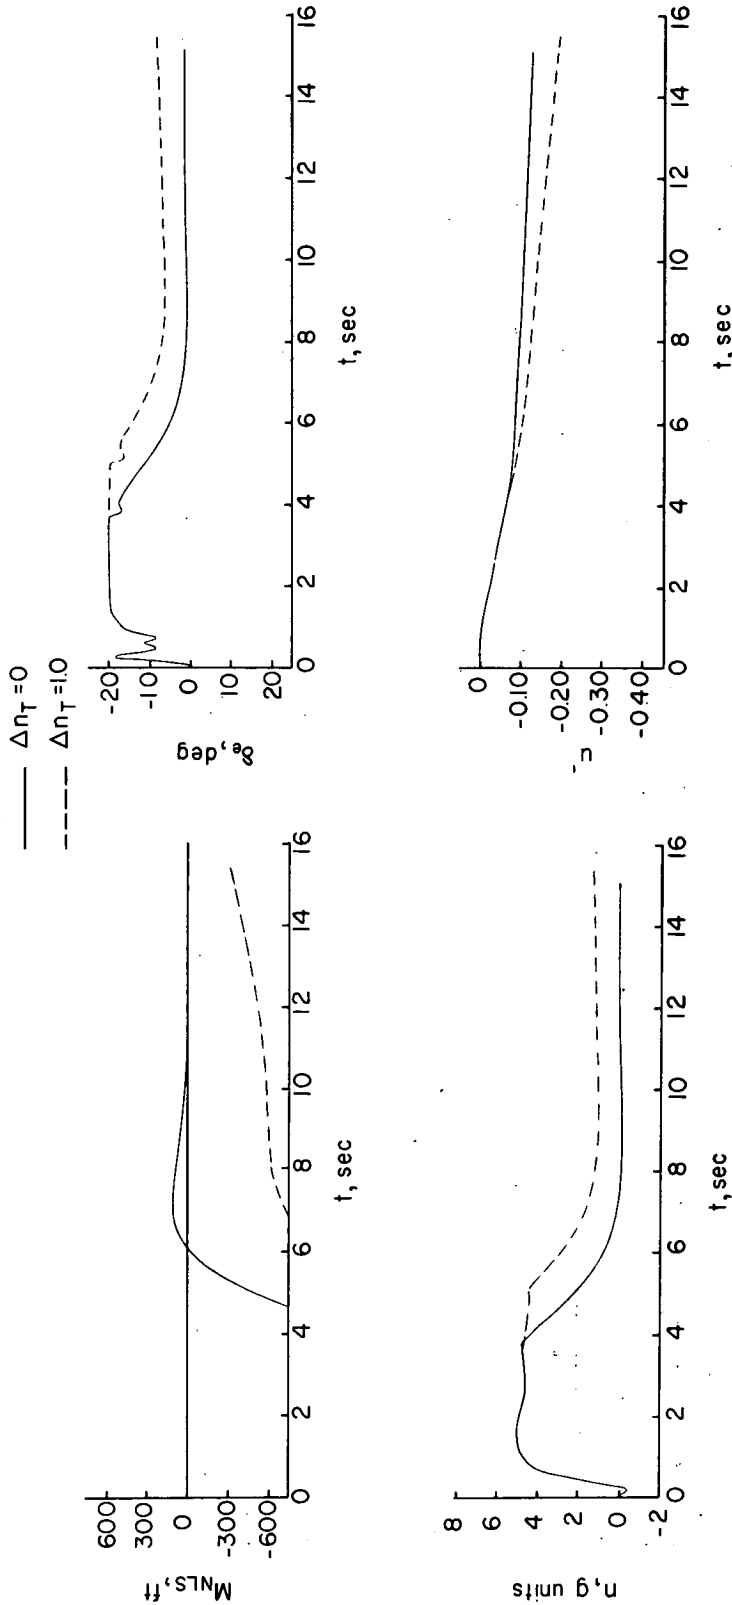 Δn_T = 0
Δn_T = 1.0
600
300
0
-300
-600
M_NLS, ft
0 2 4 6 8 10 12 14 16
t, sec
-20
-10
0
10
20
δ_e, deg
0 2 4 6 8 10 12 14 16
t, sec
8
6
4
2
0
-2
n, g units
0 2 4 6 8 10 12 14 16
t, sec
0
-0.10
-0.20
-0.30
-0.40
u'
0 2 4 6 8 10 12 14 16
t, sec